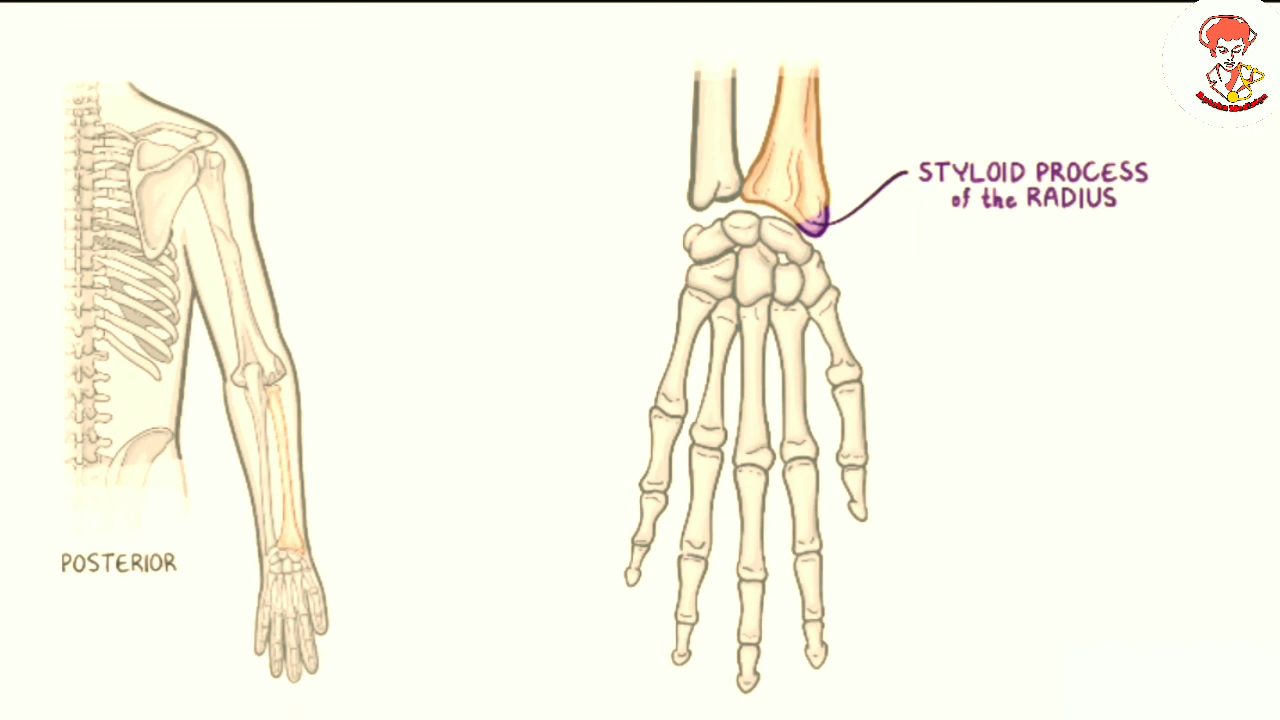 STYLOID PROCESS
of the RADIUS
POSTERIOR